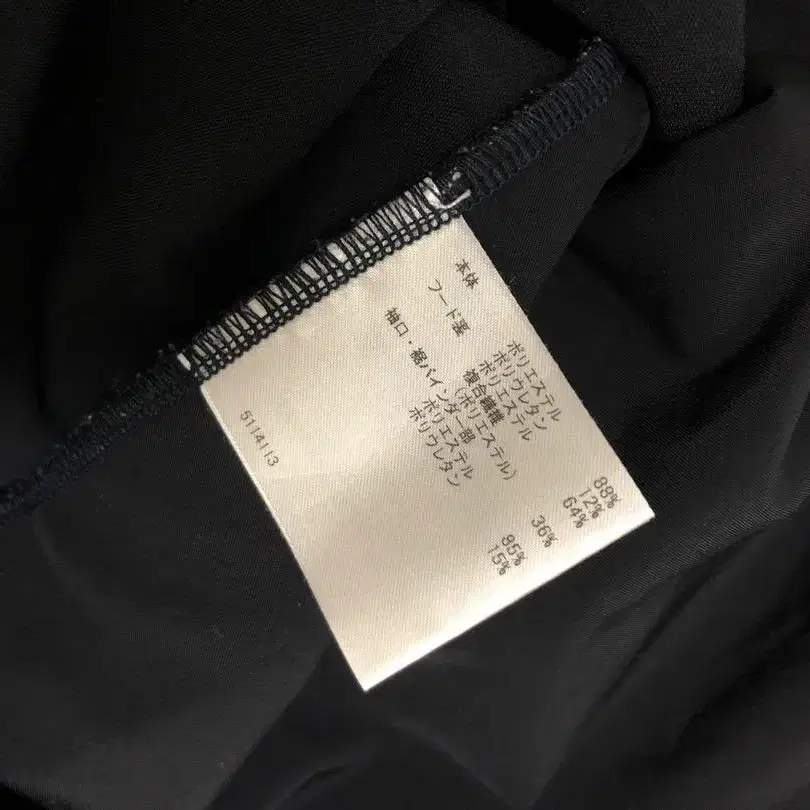 本体 ポリエステル 88%
ポリウレタン 12%
フード裏 ポリエステル 64%
複合繊維
(ポリエステル) 36%
袖口・裾バインダー部
ポリエステル 85%
ポリウレタン 15%
5114113